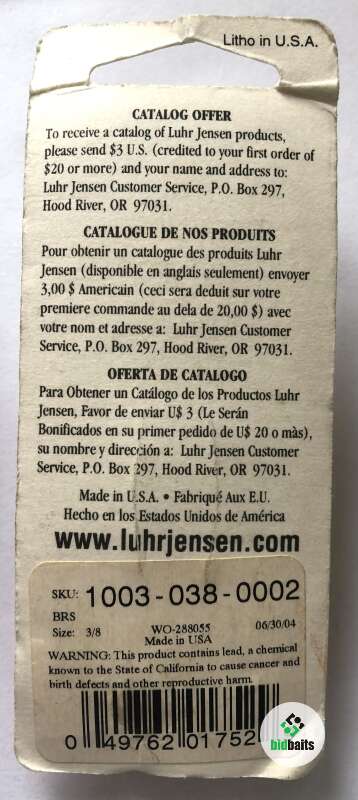 Litho in U.S.A.
CATALOG OFFER
To receive a catalog of Luhr Jensen products,
please send $3 U.S. (credited to your first order of
$20 or more) and your name and address to:
Luhr Jensen Customer Service, P.O. Box 297,
Hood River, OR 97031.
CATALOGUE DE NOS PRODUITS
Pour obtenir un catalogue des produits Luhr
Jensen (disponible en anglais seulement) envoyer
3,00 $ Americain (ceci sera deduit sur votre
premiere commande au dela de 20,00 $) avec
votre nom et adresse a: Luhr Jensen Customer
Service, P.O. Box 297, Hood River, OR 97031.
OFERTA DE CATALOGO
Para Obtener un Catálogo de los Productos Luhr
Jensen, Favor de enviar U$ 3 (Le Serán
Bonificados en su primer pedido de U$ 20 o màs),
su nombre y dirección a: Luhr Jensen Customer
Service, P.O. Box 297, Hood River, OR 97031.
Made in U.S.A. • Fabriqué Aux E.U.
Hecho en los Estados Unidos de América
www.luhrjensen.com
SKU: 1003-038-0002
BRS
Size: 3/8 WO-288055 06/30/04
Made in USA
WARNING: This product contains lead, a chemical
known to the State of California to cause cancer and
birth defects and other reproductive harm.
0 49762 01752
bidbaits